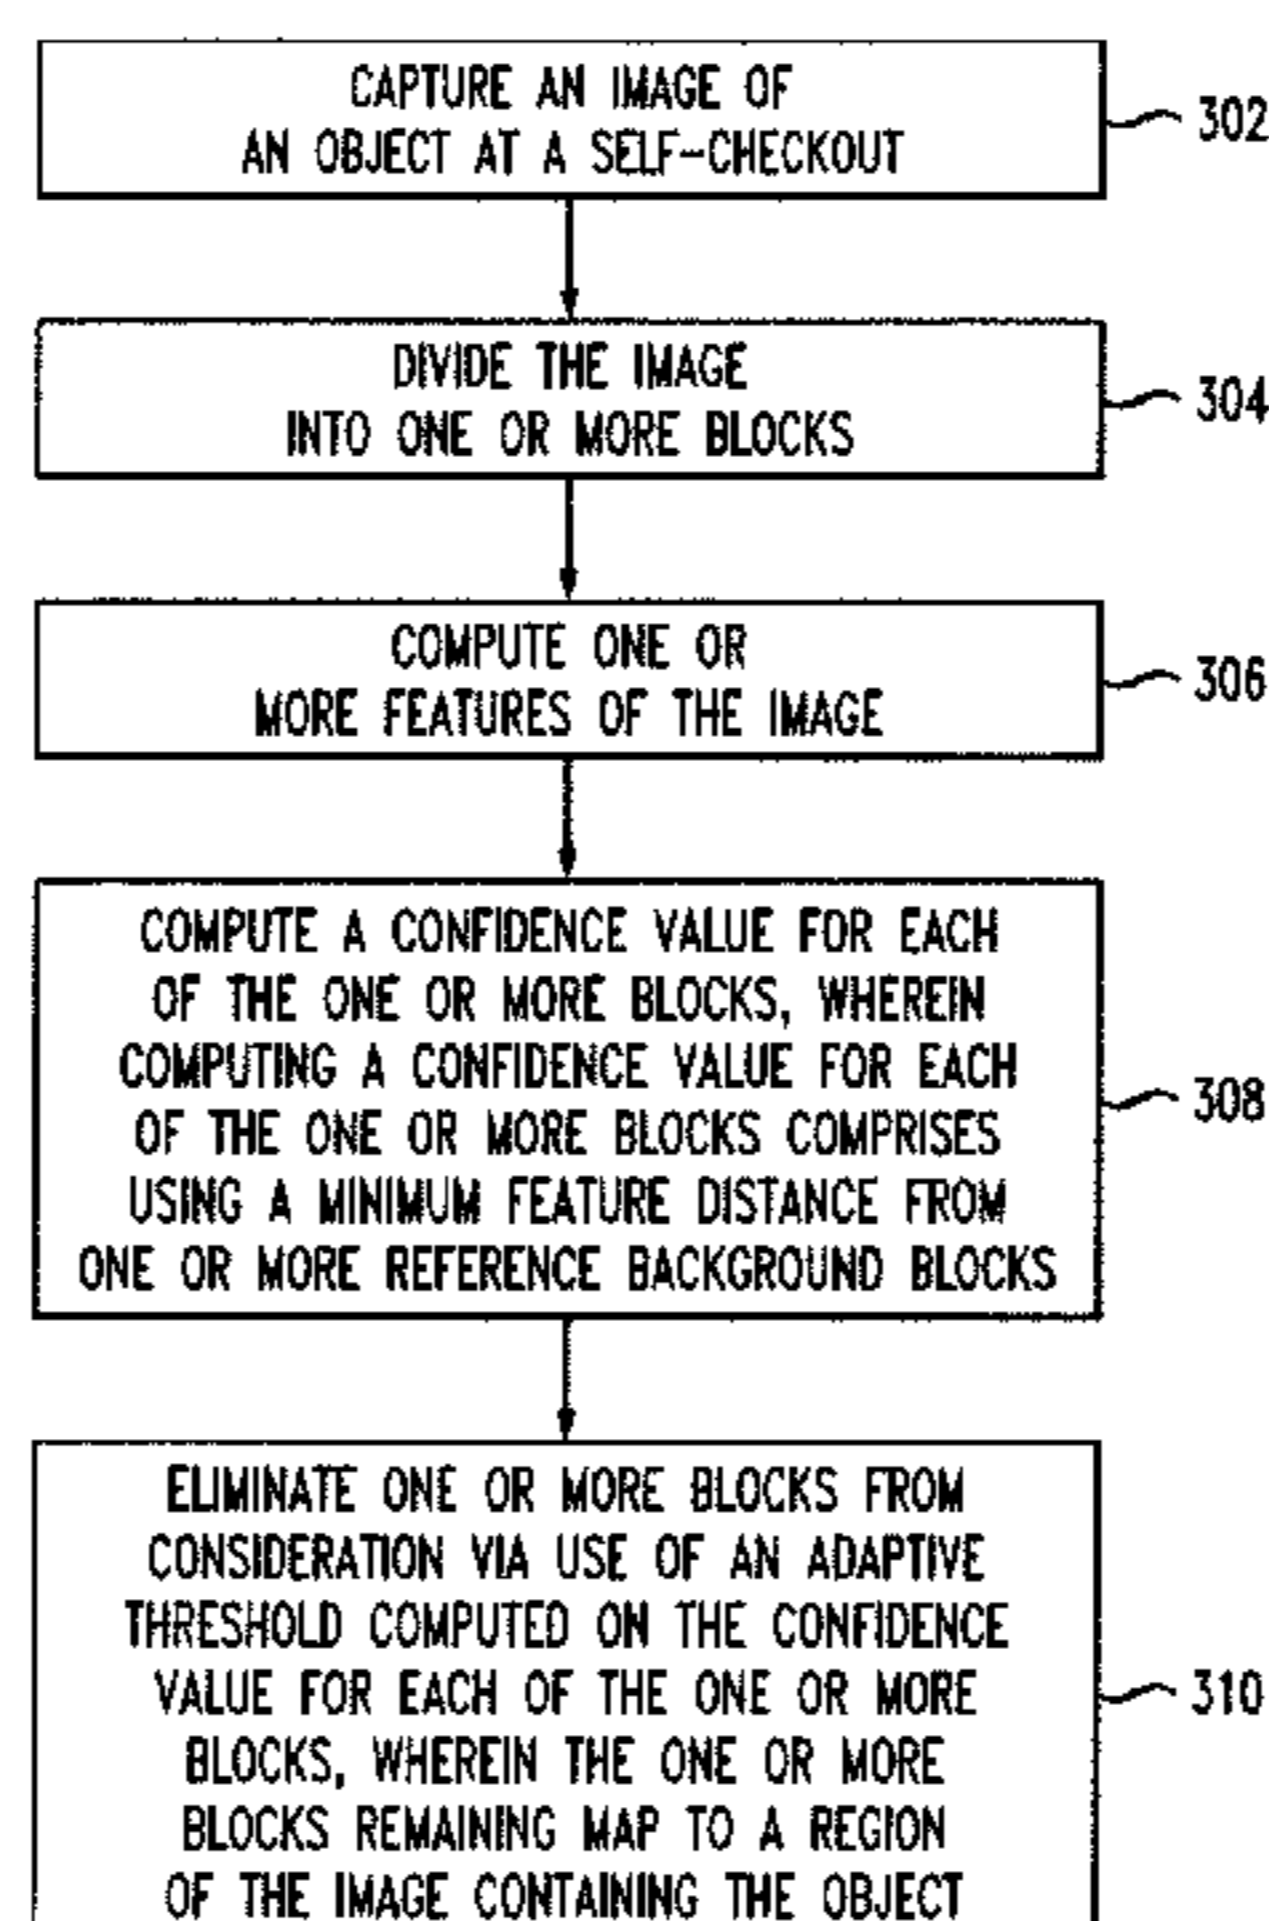 CAPTURE AN IMAGE OF
AN OBJECT AT A SELF-CHECKOUT
302
DIVIDE THE IMAGE
INTO ONE OR MORE BLOCKS
304
COMPUTE ONE OR
MORE FEATURES OF THE IMAGE
306
COMPUTE A CONFIDENCE VALUE FOR EACH
OF THE ONE OR MORE BLOCKS, WHEREIN
COMPUTING A CONFIDENCE VALUE FOR EACH
OF THE ONE OR MORE BLOCKS COMPRISES
USING A MINIMUM FEATURE DISTANCE FROM
ONE OR MORE REFERENCE BACKGROUND BLOCKS
308
ELIMINATE ONE OR MORE BLOCKS FROM
CONSIDERATION VIA USE OF AN ADAPTIVE
THRESHOLD COMPUTED ON THE CONFIDENCE
VALUE FOR EACH OF THE ONE OR MORE
BLOCKS, WHEREIN THE ONE OR MORE
BLOCKS REMAINING MAP TO A REGION
OF THE IMAGE CONTAINING THE OBJECT
310